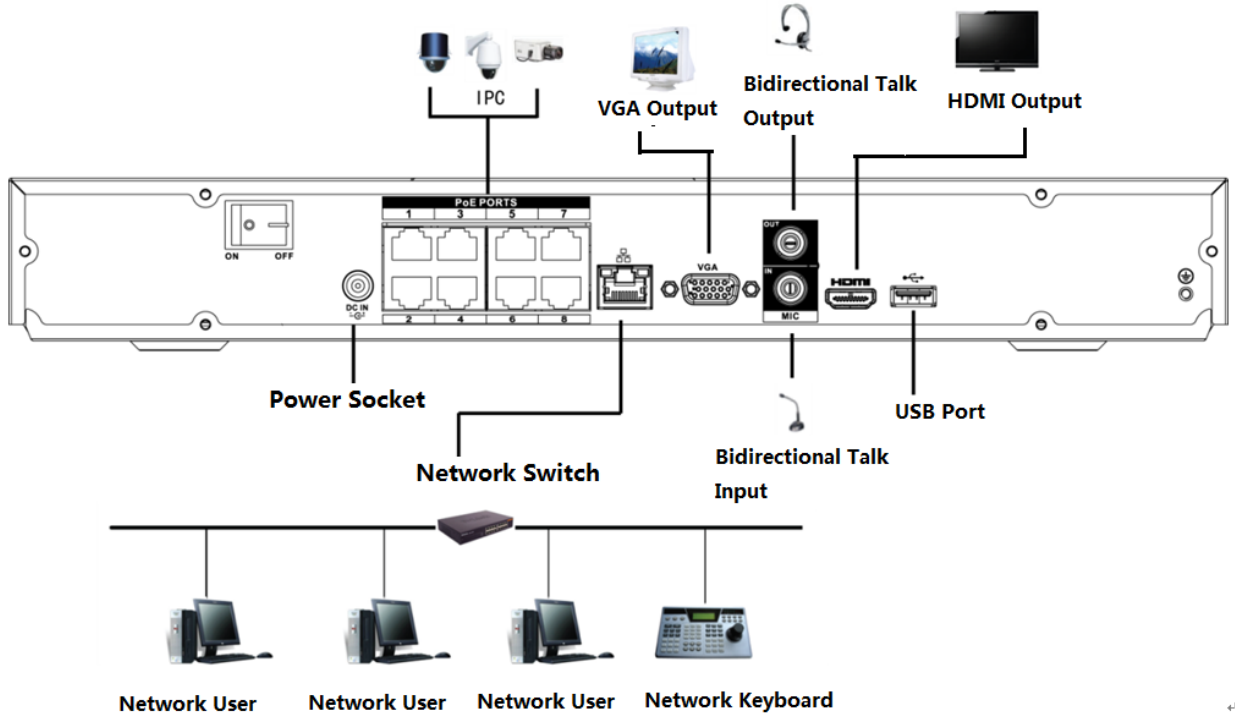 IPC
VGA Output
Bidirectional Talk
Output
HDMI Output
PoE PORTS
1 3 5 7
ON OFF
DC IN
2 4 6 8
VGA
OUT
IN
MIC
HDMI
Power Socket
Network Switch
Bidirectional Talk
Input
USB Port
Network User
Network User
Network User
Network Keyboard